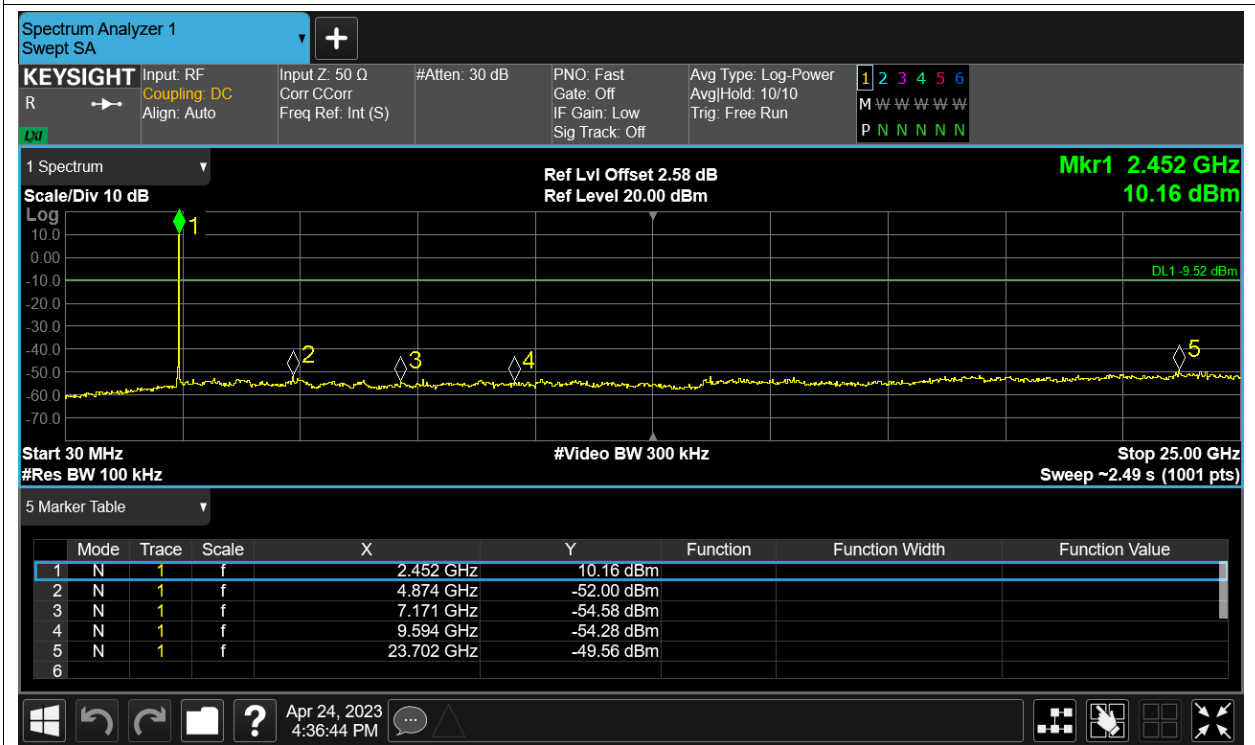 Spectrum Analyzer 1
Swept SA
KEYSIGHT Input: RF Input Z: 50 Ω #Atten: 30 dB PNO: Fast Avg Type: Log-Power 1 2 3 4 5 6
R Coupling: DC Corr CCorr Gate: Off Avg|Hold: 10/10 M W W W W W W
Align: Auto Freq Ref: Int (S) IF Gain: Low Trig: Free Run
LXI Sig Track: Off P N N N N N N
1 Spectrum Ref Lvl Offset 2.58 dB Mkr1 2.452 GHz
Scale/Div 10 dB Ref Level 20.00 dBm 10.16 dBm
Log
1
10.0
0.00
DL1 -9.52 dBm
-10.0
-20.0
-30.0
-40.0
2 3 4 5
-50.0
-60.0
-70.0
Start 30 MHz #Video BW 300 kHz Stop 25.00 GHz
#Res BW 100 kHz Sweep ~2.49 s (1001 pts)
5 Marker Table
Mode Trace Scale X Y Function Function Width Function Value
1 N 1 f 2.452 GHz 10.16 dBm
2 N 1 f 4.874 GHz -52.00 dBm
3 N 1 f 7.171 GHz -54.58 dBm
4 N 1 f 9.594 GHz -54.28 dBm
5 N 1 f 23.702 GHz -49.56 dBm
6
? Apr 24, 2023
4:36:44 PM